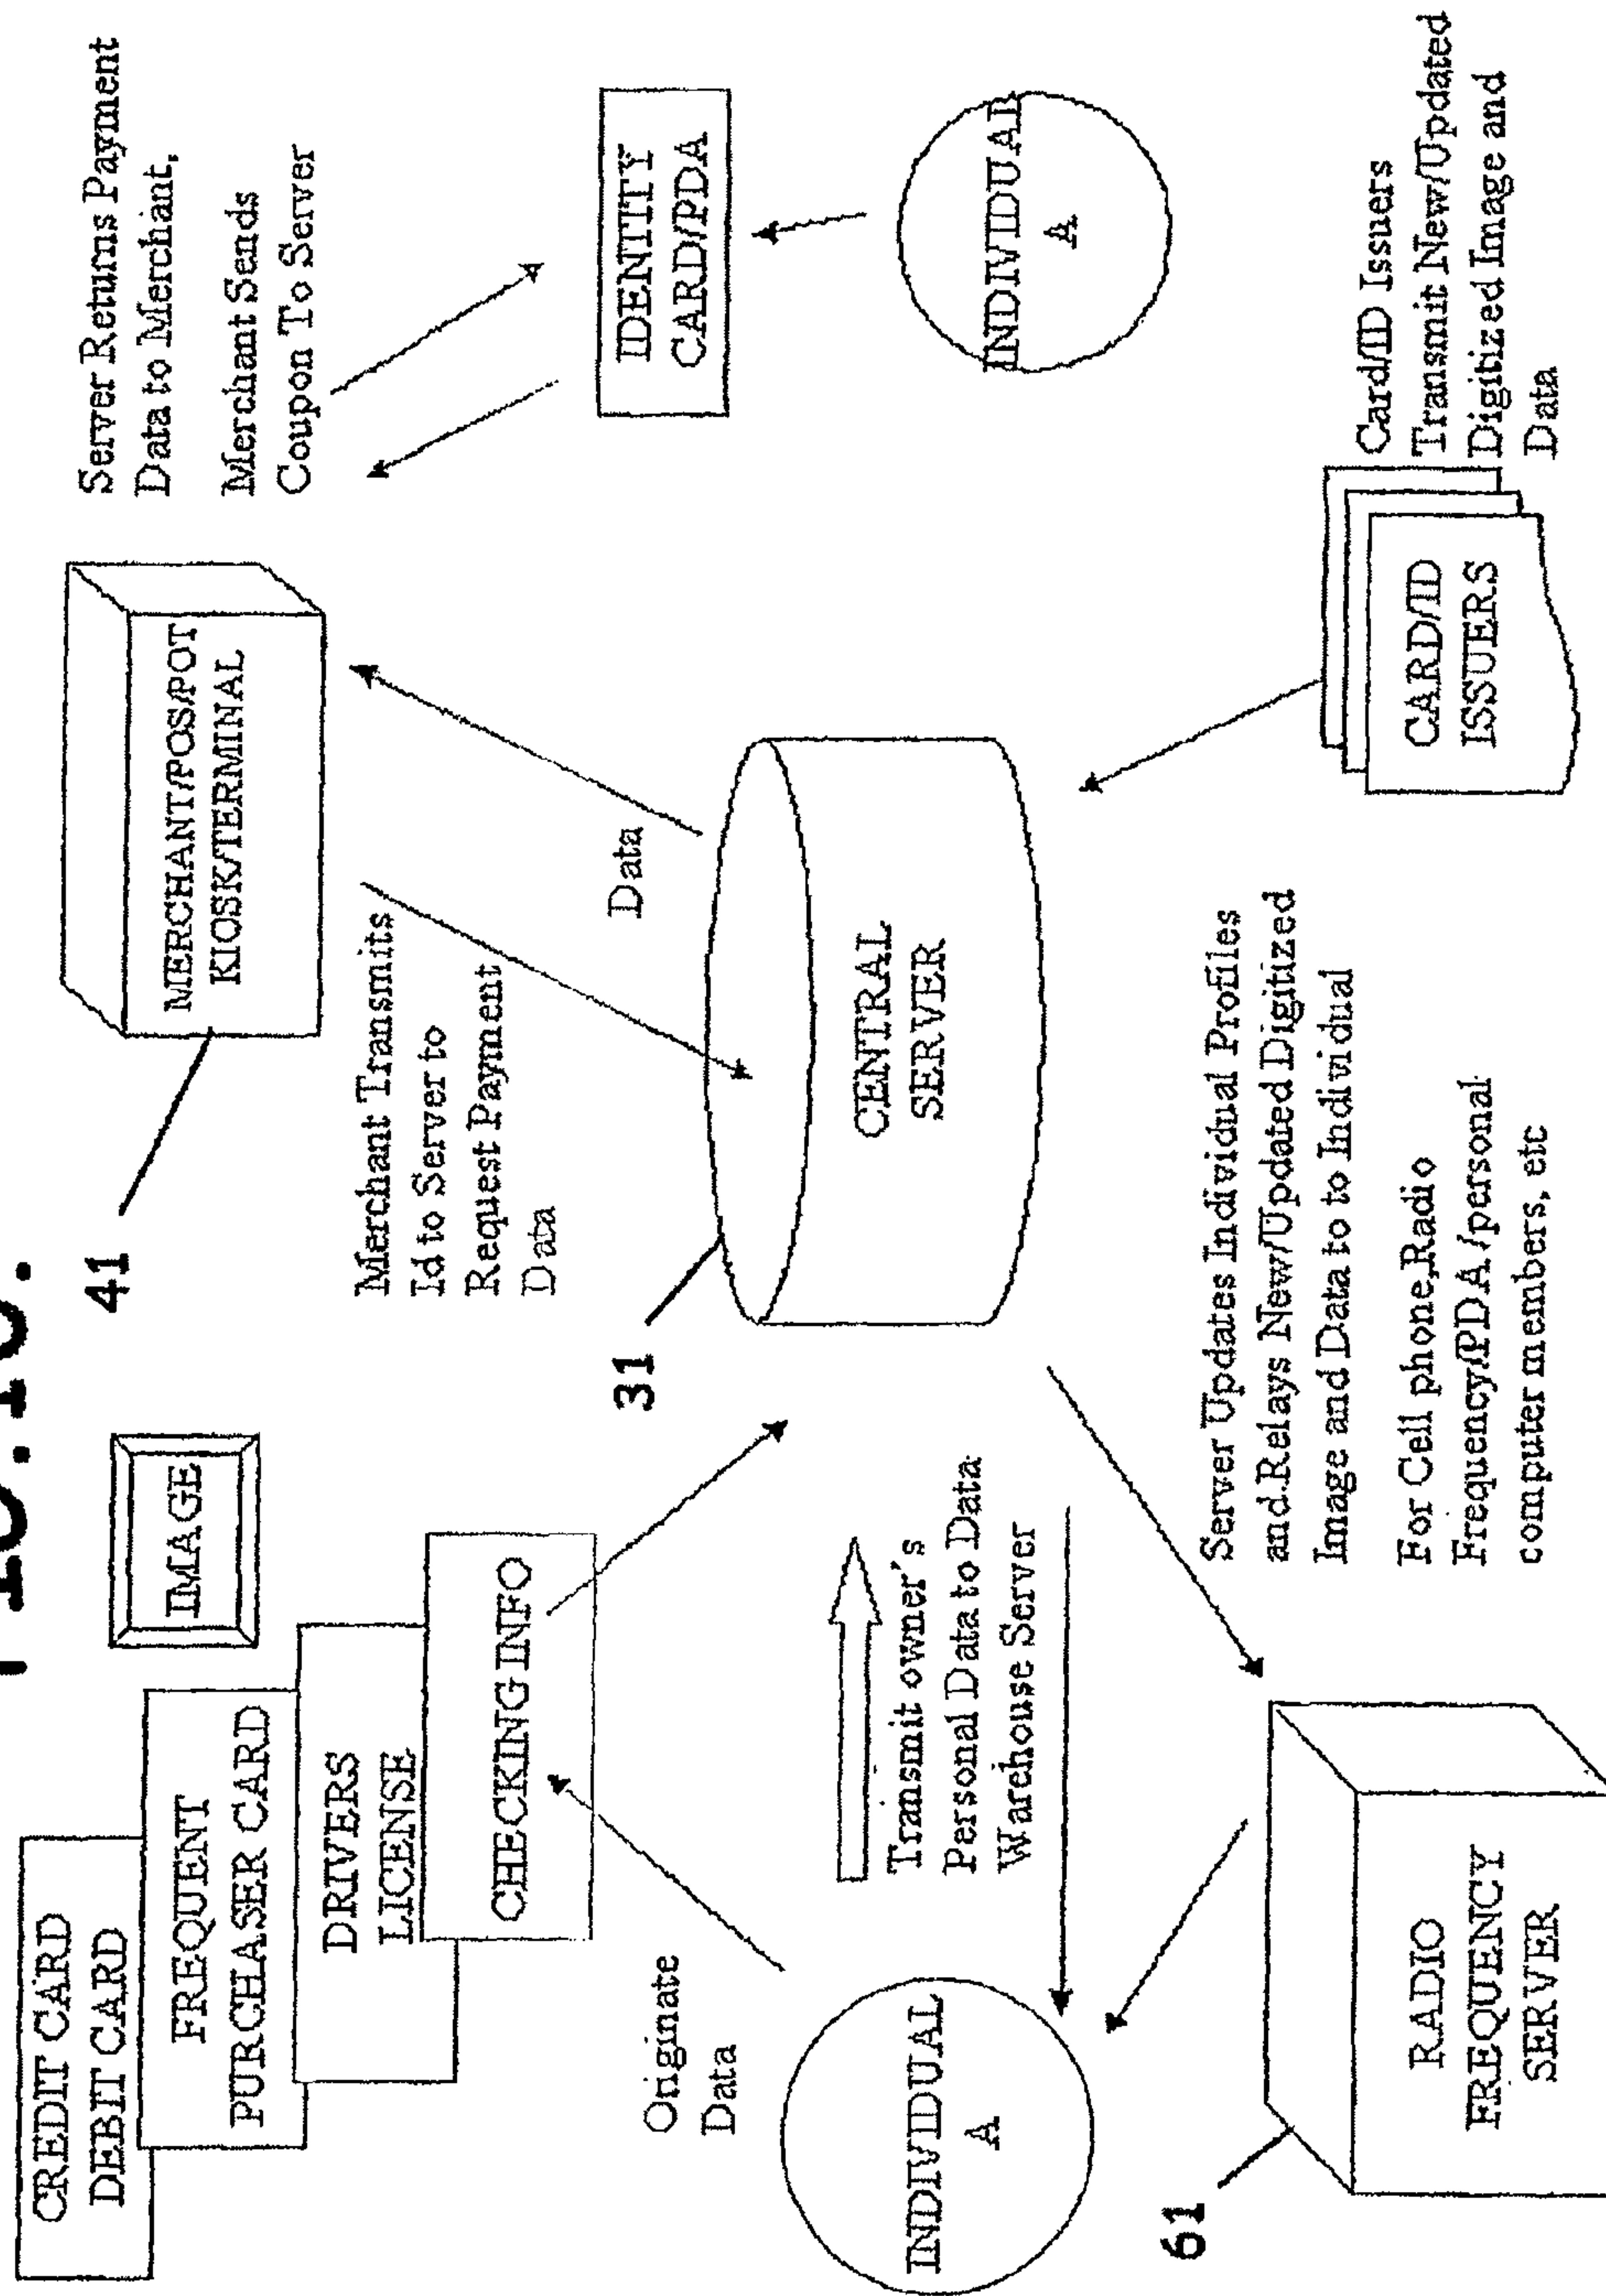 CREDIT CARD
DEBIT CARD
FREQUENT
PURCHASER CARD
DRIVERS
LICENSE
CHECKING INFO
IMAGE
41
MERCHANT/POS/POT
KIOSK/TERMINAL
Server Returns Payment
Data to Merchant,
Merchant Sends
Coupon To Server
Merchant Transmits
Id to Server to
Request Payment
Data
Data
IDENTITY
CARD/PDA
INDIVIDUAL
A
Originate
Data
31
CENTRAL
SERVER
INDIVIDUAL
A
Transmit owner's
Personal Data to Data
Warehouse Server
Server Updates Individual Profiles
and Relays New/Updated Digitized
Image and Data to to Individual
For Cell phone,Radio
Frequency/PDA/personal
computer members, etc
61
RADIO
FREQUENCY
SERVER
CARD/ID
ISSUERS
Card/ID Issuers
Transmit New/Updated
Digitized Image and
Data